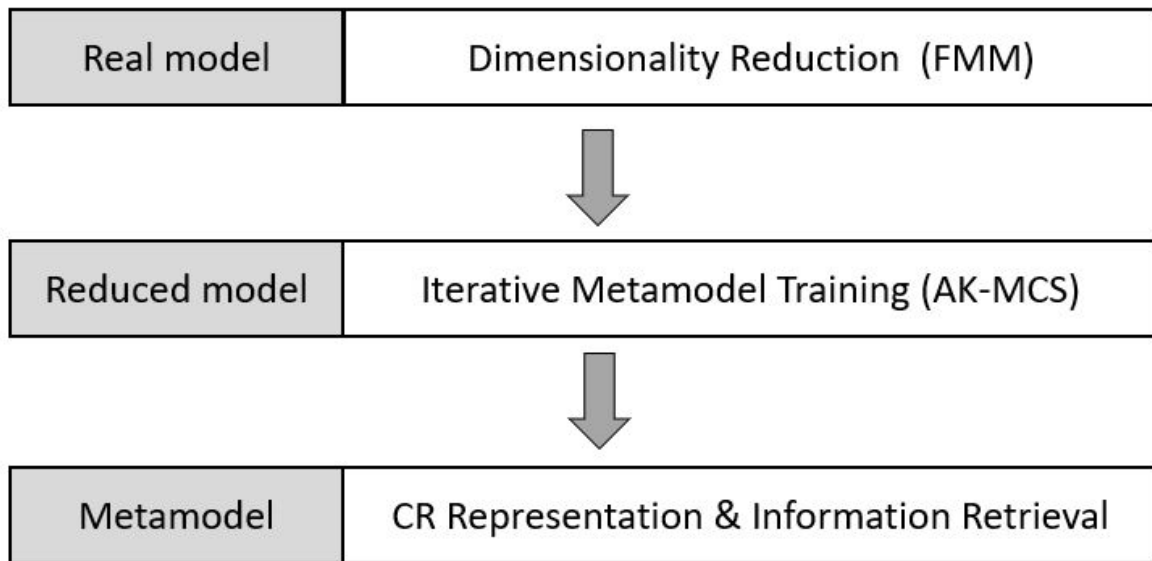 Real model
Dimensionality Reduction (FMM)
Reduced model
Iterative Metamodel Training (AK-MCS)
Metamodel
CR Representation & Information Retrieval